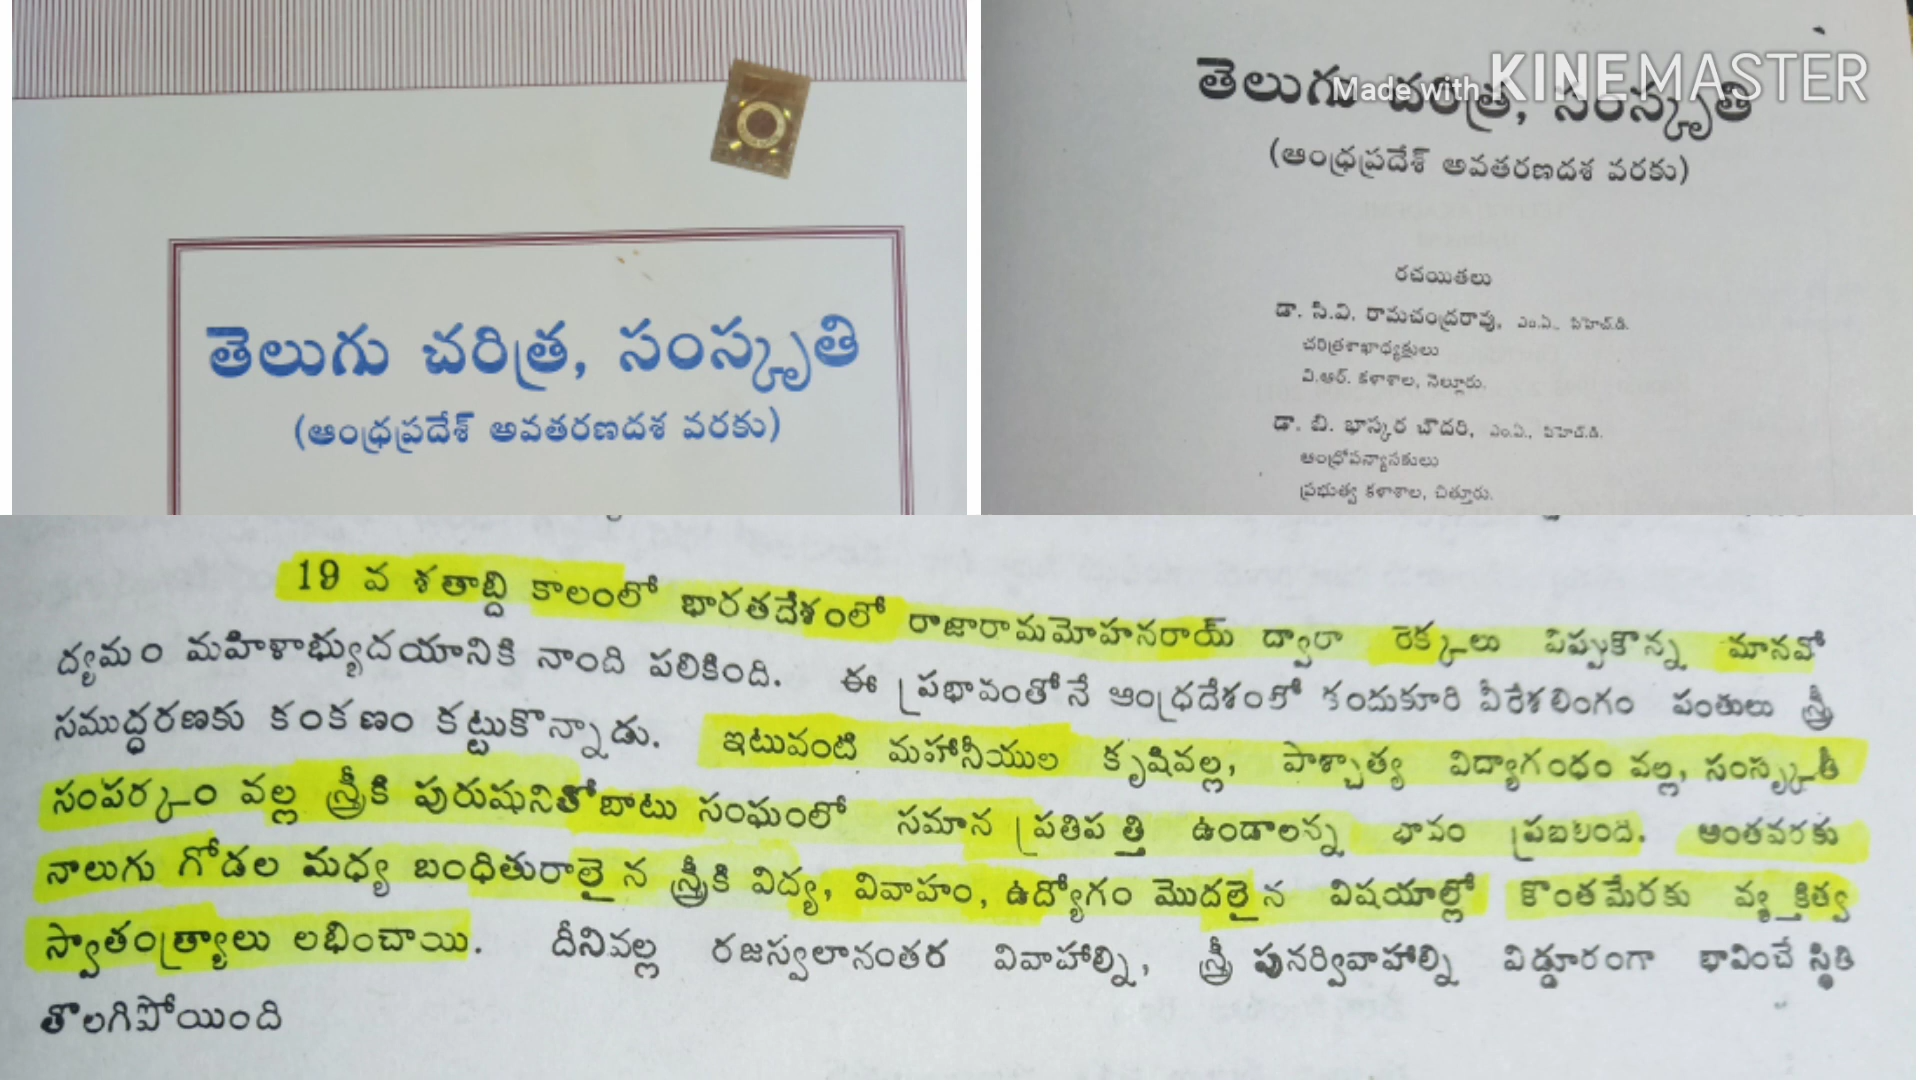 తెలుగు చరిత్ర, సంస్కృతి
(ఆంధ్రప్రదేశ్ అవతరణదశ వరకు)
Made with KINEMASTER
తెలుగు చరిత్ర, సంస్కృతి
(ఆంధ్రప్రదేశ్ అవతరణదశ వరకు)
రచయితలు
డా. సి.వి. రామచంద్రరావు, ఎం.ఏ., పిహెచ్.డి.
చరిత్రశాఖాధ్యక్షులు
వి.ఆర్. కళాశాల, నెల్లూరు.
డా. బి. భాస్కర చౌదరి, ఎం.ఏ., పిహెచ్.డి.
ఆంధ్రోపన్యాసకులు
ప్రభుత్వ కళాశాల, చిత్తూరు.
19 వ శతాబ్ది కాలంలో భారతదేశంలో రాజారామమోహనరాయ్ ద్వారా రెక్కలు విప్పుకొన్న మానవో
ద్యమం మహిళాభ్యుదయానికి నాంది పలికింది. ఈ ప్రభావంతోనే ఆంధ్రదేశంలో కందుకూరి వీరేశలింగం పంతులు స్త్రీ
సముద్ధరణకు కంకణం కట్టుకొన్నాడు. ఇటువంటి మహానీయుల కృషివల్ల, పాశ్చాత్య విద్యాగంధం వల్ల, సంస్కృతీ
సంపర్కం వల్ల స్త్రీకి పురుషునితోబాటు సంఘంలో సమాన ప్రతిపత్తి ఉండాలన్న భావం ప్రబలింది. అంతవరకు
నాలుగు గోడల మధ్య బంధితురాలైన స్త్రీకి విద్య, వివాహం, ఉద్యోగం మొదలైన విషయాల్లో కొంతమేరకు వ్యక్తిత్వ
స్వాతంత్ర్యాలు లభించాయి. దీనివల్ల రజస్వలానంతర వివాహాల్ని, స్త్రీ పునర్వివాహాల్ని విడ్డూరంగా భావించే స్థితి
తొలగిపోయింది